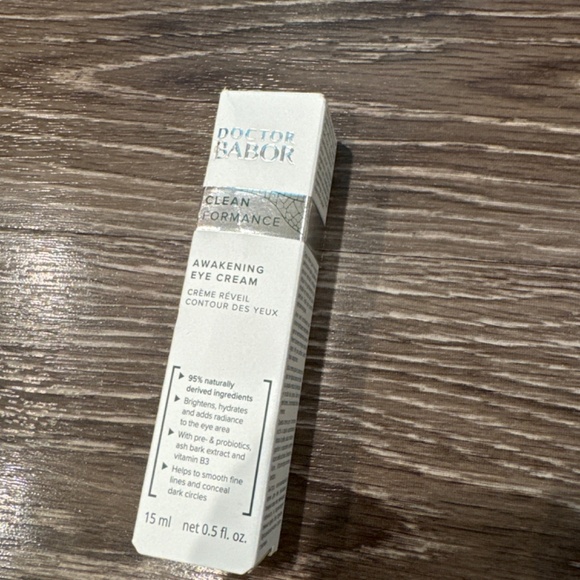 DOCTOR
BABOR
CLEAN
FORMANCE
AWAKENING
EYE CREAM
CRÈME RÉVEIL
CONTOUR DES YEUX
95% naturally
derived ingredients
Brightens, hydrates
and adds radiance
to the eye area
With pre- & probiotics,
ash bark extract and
vitamin B3
Helps to smooth fine
lines and conceal
dark circles
15 ml net 0.5 fl. oz.